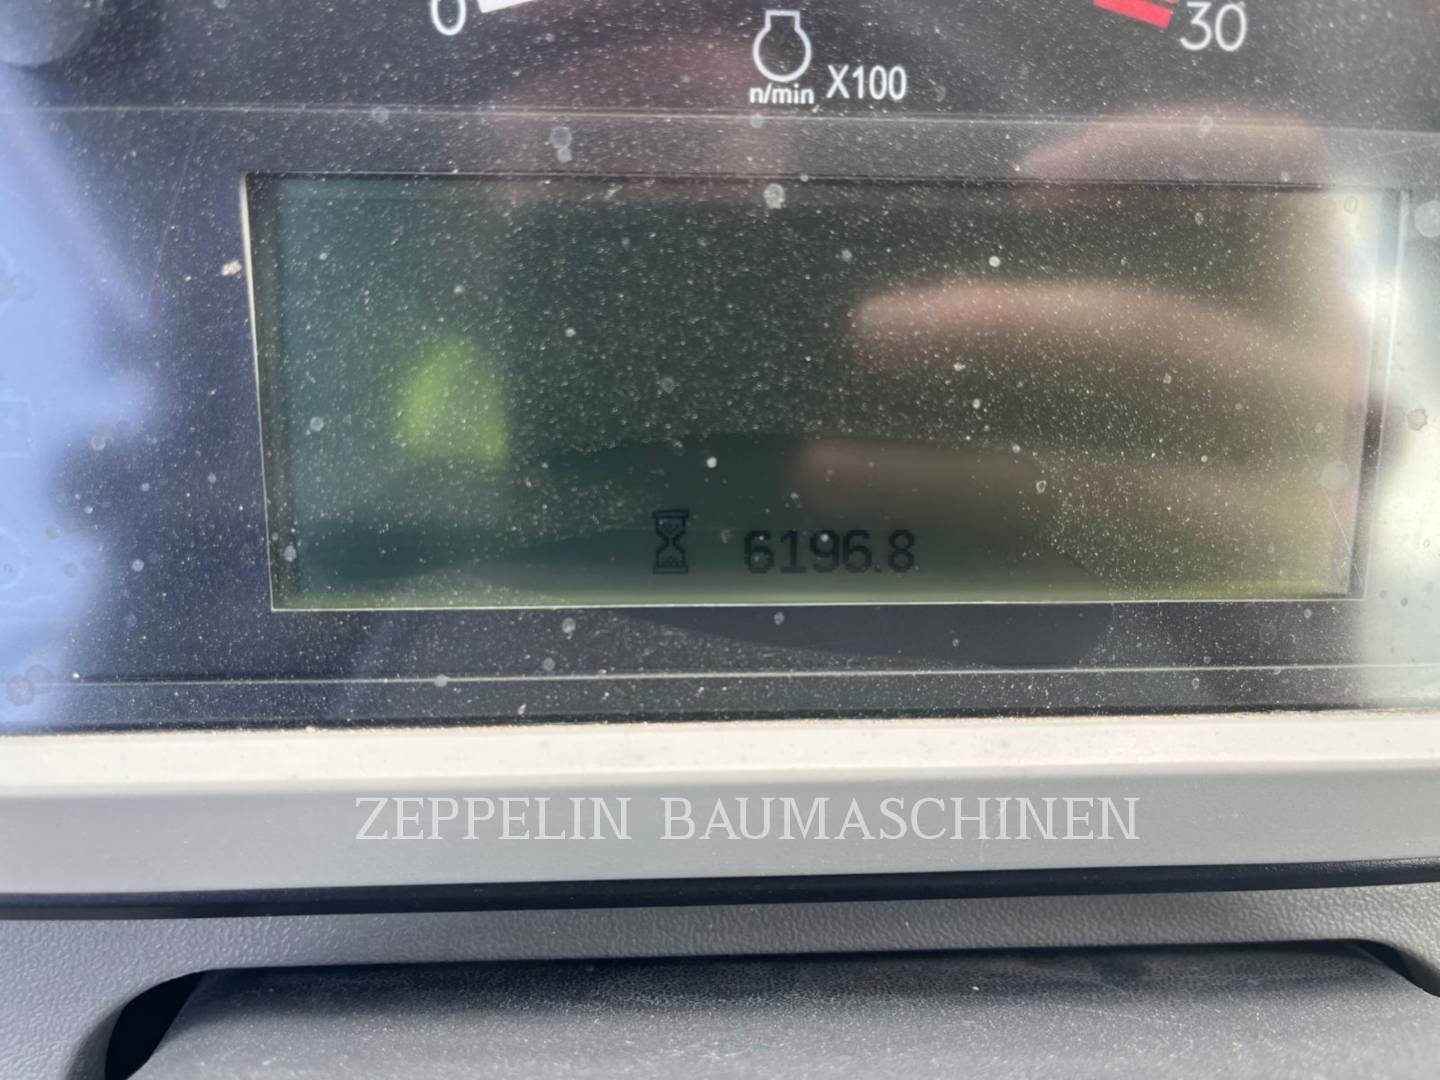 0
30
n/min X100
6196.8
ZEPPELIN BAUMASCHINEN